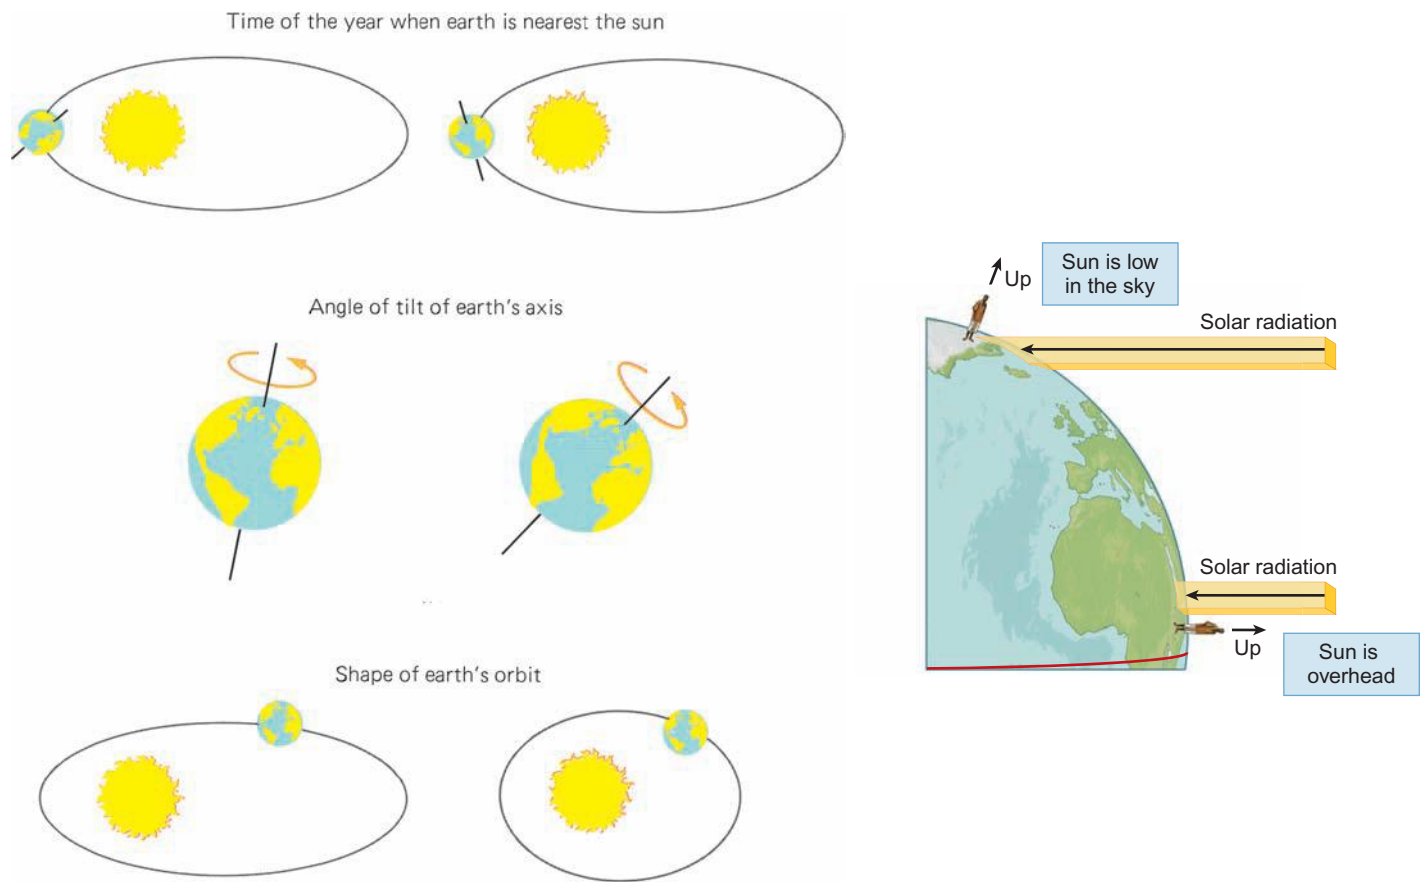 Time of the year when earth is nearest the sun
Angle of tilt of earth's axis
Shape of earth's orbit
Up
Sun is low
in the sky
Solar radiation
Solar radiation
Up
Sun is
overhead